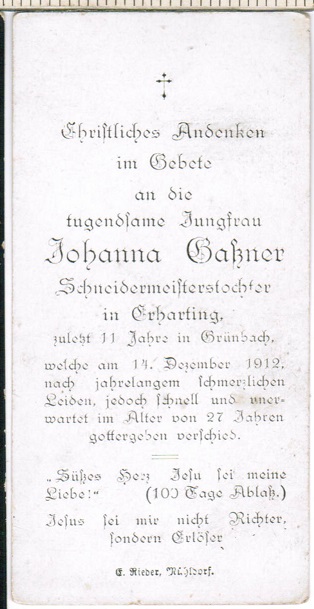 Christliches Andenken
im Gebete
an die
tugendsame Jungfrau
Johanna Gaßner
Schneidermeisterstochter
in Erharting,
zuletzt 11 Jahre in Grünbach,
welche am 14. Dezember 1912,
nach jahrelangem schmerzlichen
Leiden, jedoch schnell und uner-
wartet im Alter von 27 Jahren
gottergeben verschied.
„Süßes Herz Jesu sei meine
Liebe!“ (100 Tage Ablaß.)
Jesus sei mir nicht Richter,
sondern Erlöser
E. Rieder, Mühldorf.